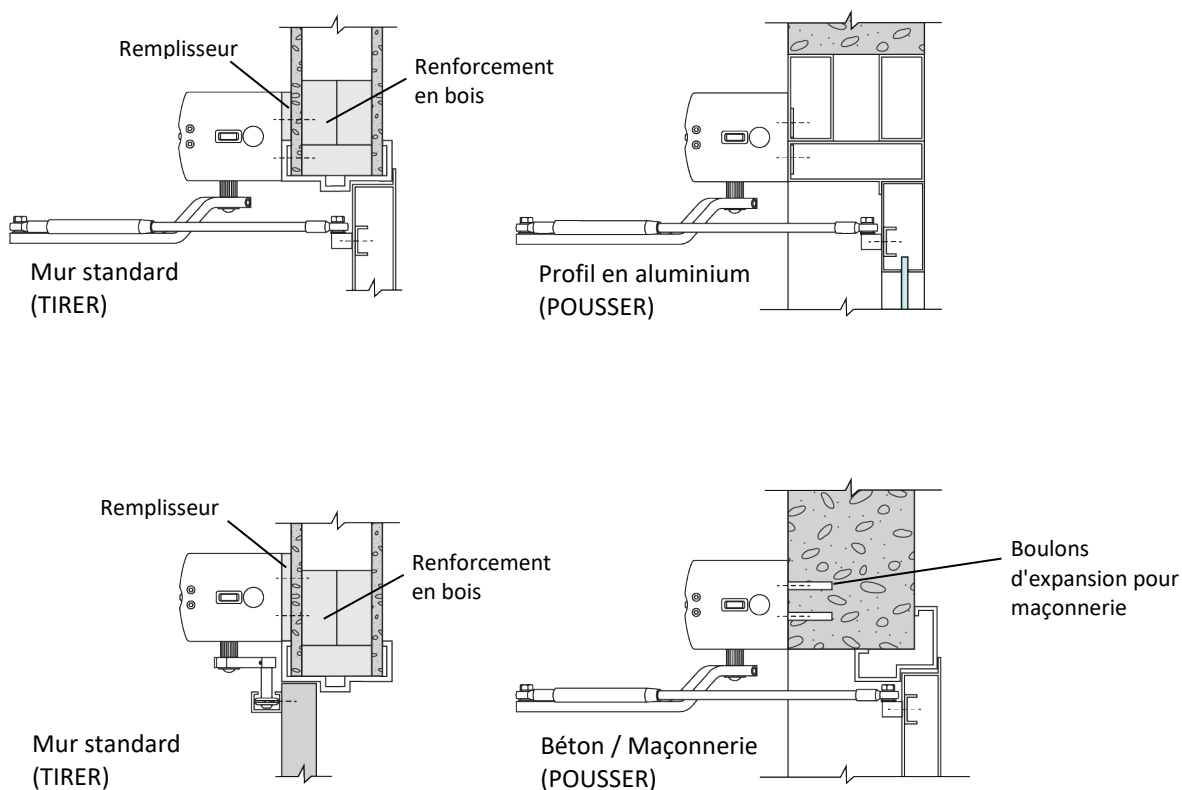 Remplisseur
Renforcement
en bois
Mur standard
(TIRER)
Profil en aluminium
(POUSSER)
Remplisseur
Renforcement
en bois
Boulons
d'expansion pour
maçonnerie
Mur standard
(TIRER)
Béton / Maçonnerie
(POUSSER)